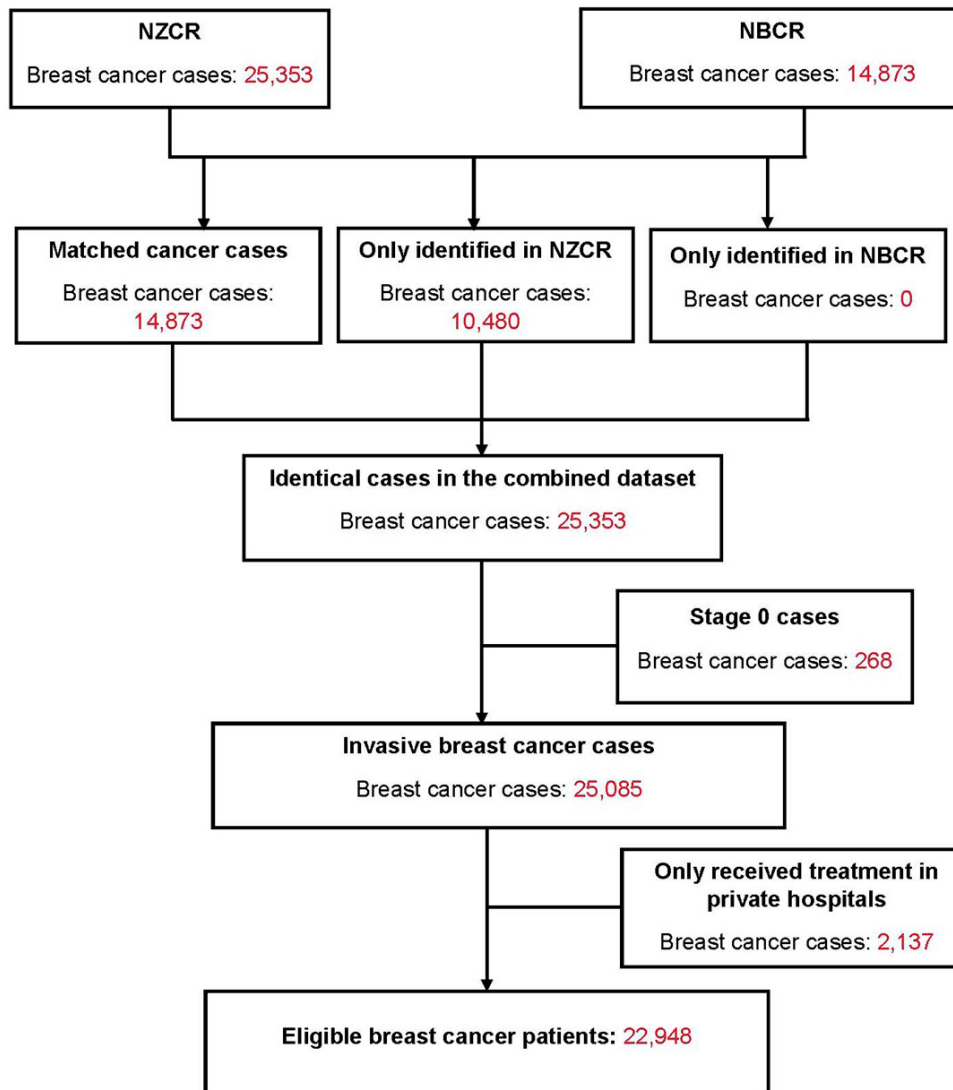 NZCR
Breast cancer cases: 25,353
NBCR
Breast cancer cases: 14,873
Matched cancer cases
Breast cancer cases:
14,873
Only identified in NZCR
Breast cancer cases:
10,480
Only identified in NBCR
Breast cancer cases: 0
Identical cases in the combined dataset
Breast cancer cases: 25,353
Stage 0 cases
Breast cancer cases: 268
Invasive breast cancer cases
Breast cancer cases: 25,085
Only received treatment in
private hospitals
Breast cancer cases: 2,137
Eligible breast cancer patients: 22,948